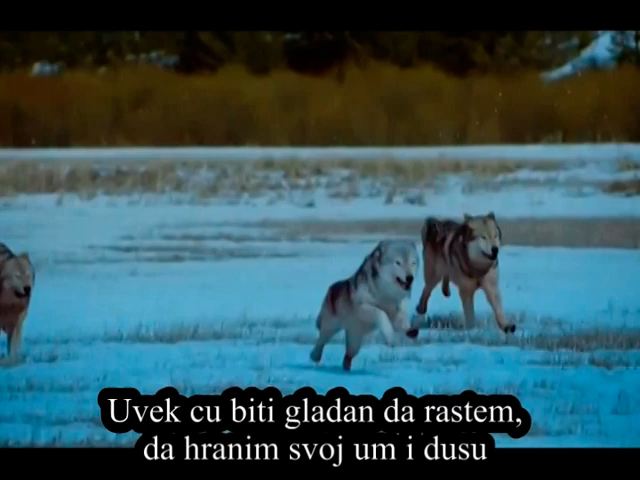 Uvek cu biti gladan da rastem,
da hranim svoj um i dusu